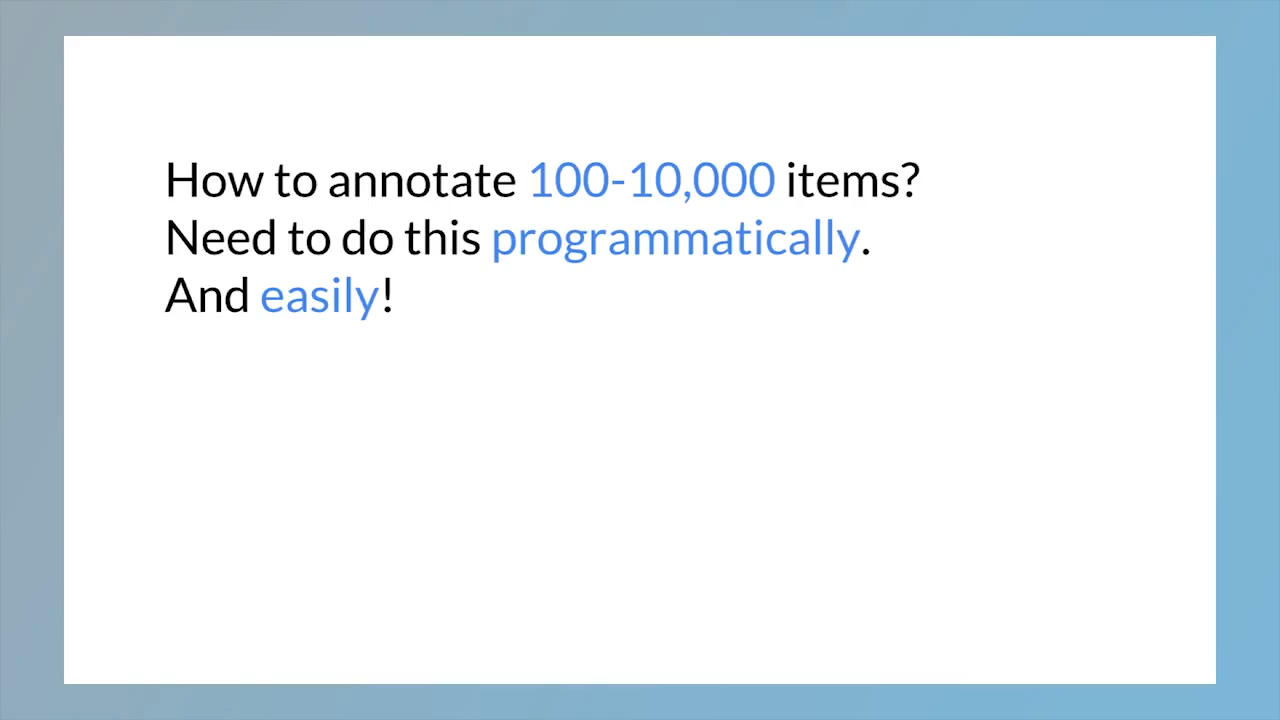 How to annotate 100-10,000 items?
Need to do this programmatically.
And easily!